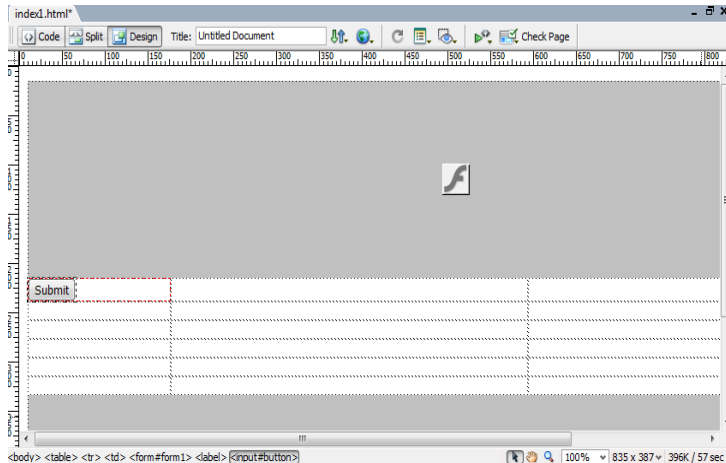 index1.html*
Code Split Design Title: Untitled Document Check Page
0 50 100 150 200 250 300 350 400 450 500 550 600 650 700 750 800
Submit
<body> <table> <tr> <td> <form#form1> <label> <input#button> 100% 835 x 387 396K / 57 sec